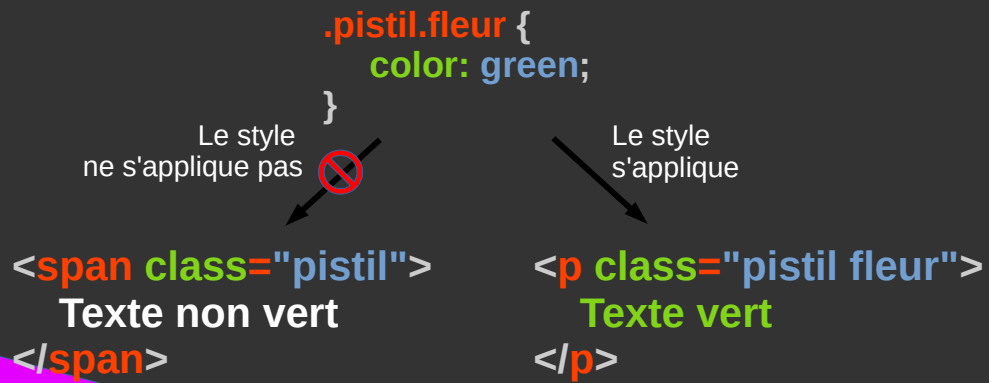 .pistil.fleur {
color: green;
}
Le style
ne s'applique pas
Le style
s'applique
<span class="pistil">
Texte non vert
</span>
<p class="pistil fleur">
Texte vert
</p>